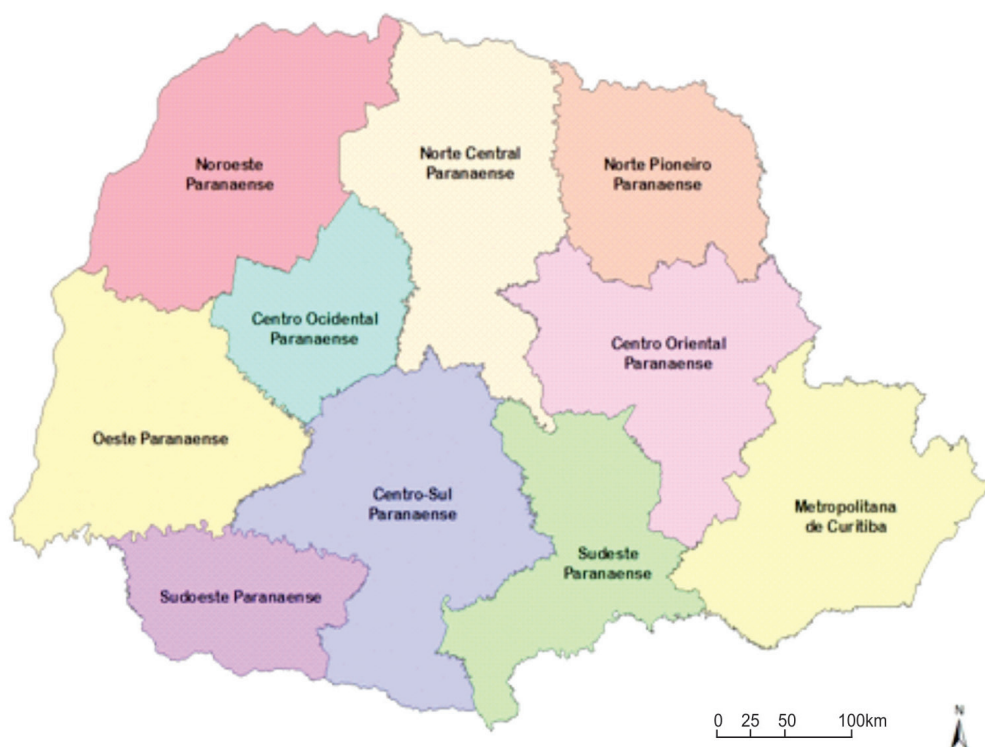 Noroeste
Paranaense
Norte Central
Paranaense
Norte Pioneiro
Paranaense
Centro Ocidental
Paranaense
Centro Oriental
Paranaense
Oeste Paranaense
Centro-Sul
Paranaense
Metropolitana
de Curitiba
Sudeste
Paranaense
Sudoeste Paranaense
0 25 50 100km
N